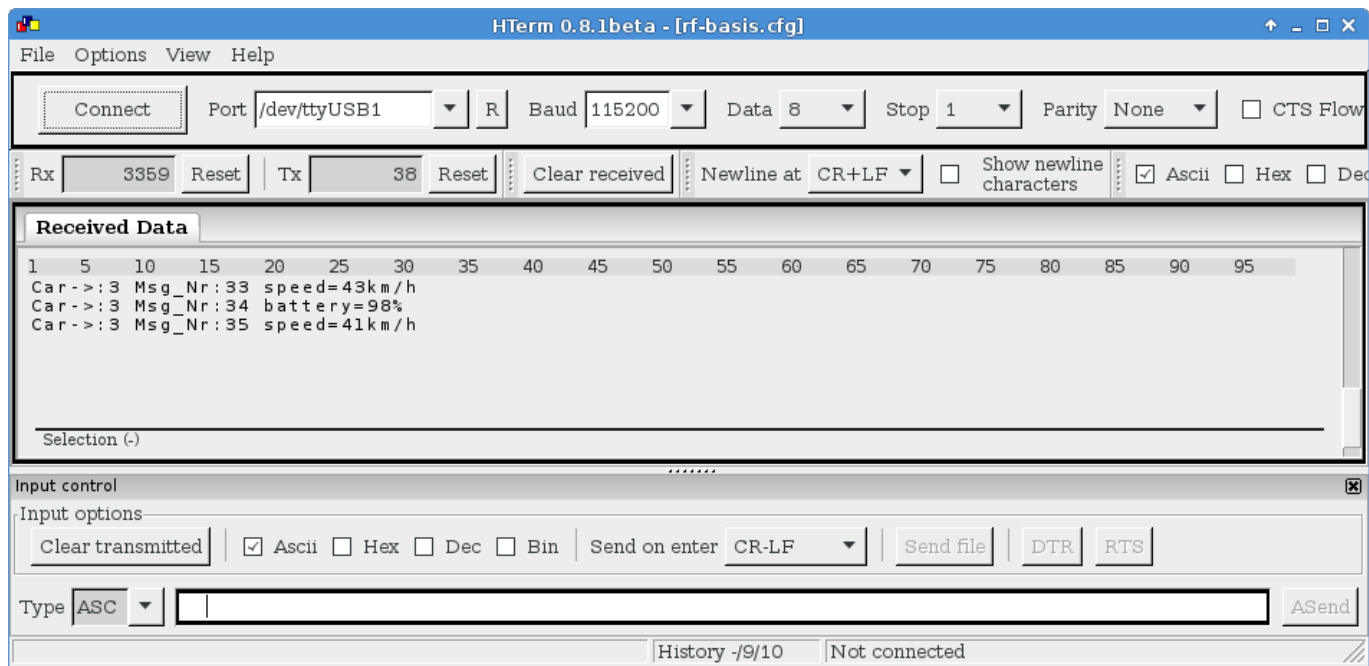 HTerm 0.8.1beta - [rf-basis.cfg]
File Options View Help
Connect Port /dev/ttyUSB1 R Baud 115200 Data 8 Stop 1 Parity None CTS Flow
Rx 3359 Reset Tx 38 Reset Clear received Newline at CR+LF Show newline characters Ascii Hex Dec
Received Data
1 5 10 15 20 25 30 35 40 45 50 55 60 65 70 75 80 85 90 95
Car->:3 Msg_Nr:33 speed=43km/h
Car->:3 Msg_Nr:34 battery=98%
Car->:3 Msg_Nr:35 speed=41km/h
Selection (-)
Input control
Input options
Clear transmitted Ascii Hex Dec Bin Send on enter CR-LF Send file DTR RTS
Type ASC ASend
History -/9/10 Not connected